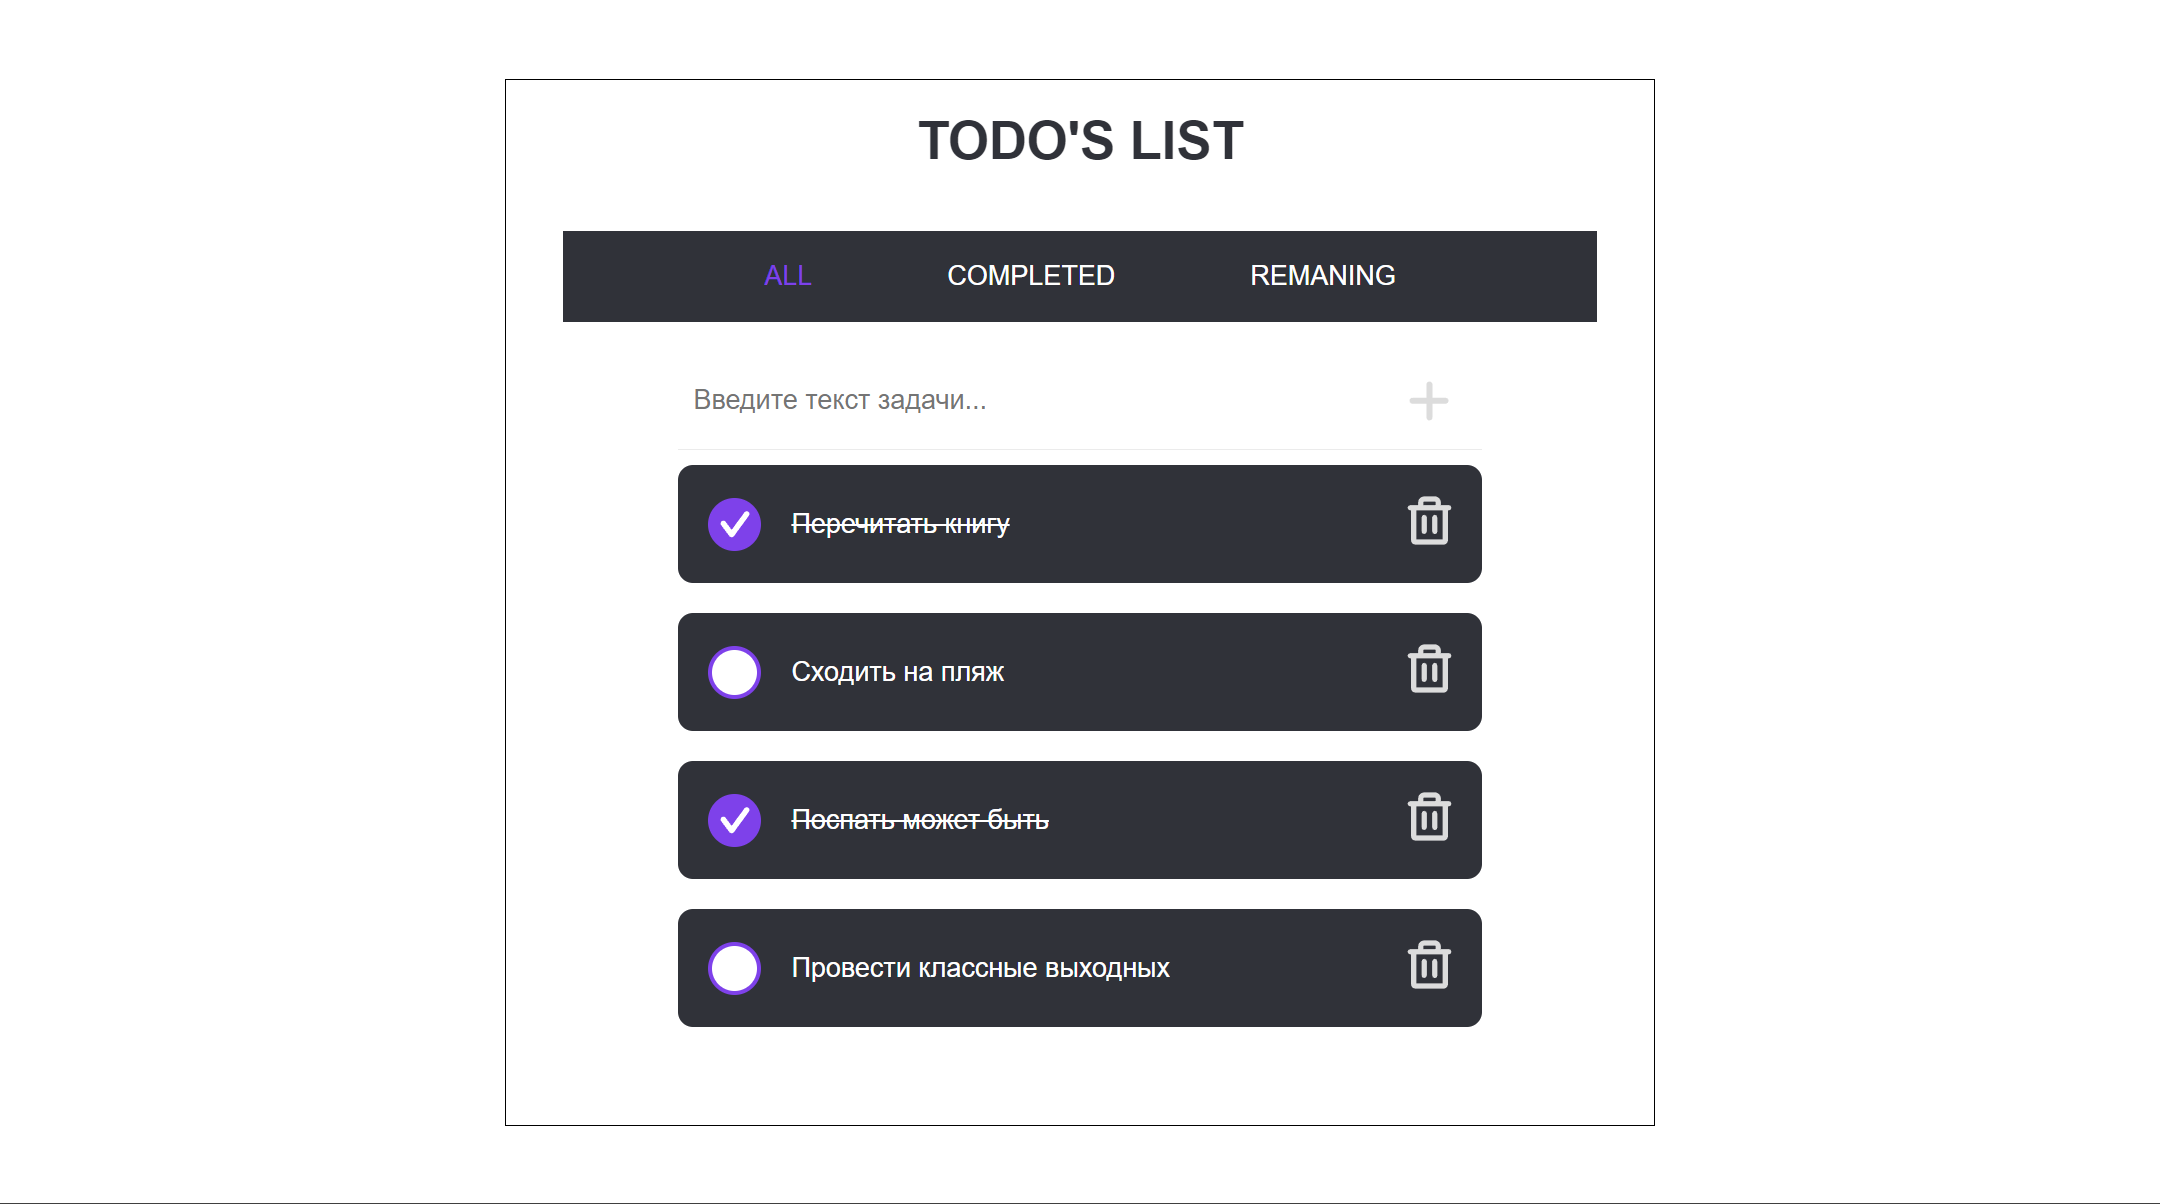 TODO'S LIST
ALL COMPLETED REMANING
Введите текст задачи...
Перечитать книгу
Сходить на пляж
Поспать может быть
Провести классные выходных